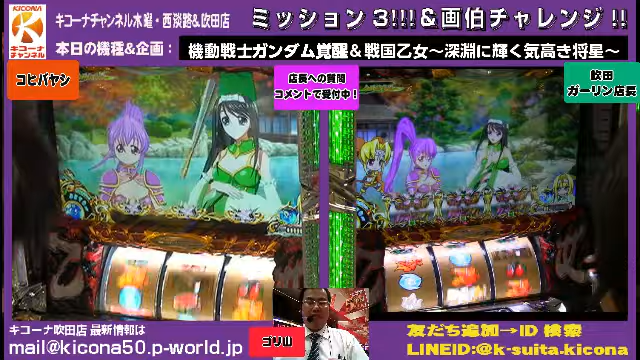 KICONA
キコーナ
チャンネル
キコーナチャンネル水曜・西淡路&吹田店
ミッション3!!!&画伯チャレンジ!!
本日の機種&企画:
機動戦士ガンダム覚醒&戦国乙女~深淵に輝く気高き将星~
コヒバヤシ
店長への質問
コメントで受付中!
吹田
ガーリン店長
キコーナ吹田店 最新情報は
mail@kicona50.p-world.jp
ゴリ山
友だち追加→ID 検索
LINEID:@k-suita.kicona